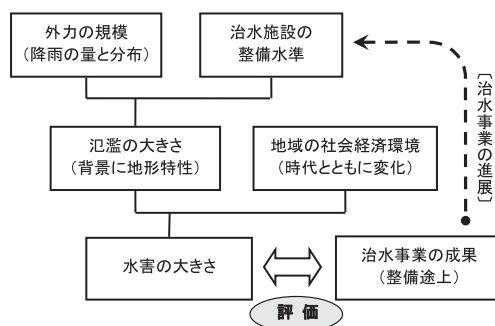 外力の規模
(降雨の量と分布)
治水施設の
整備水準
[治水事業の進展]
氾濫の大きさ
(背景に地形特性)
地域の社会経済環境
(時代とともに変化)
水害の大きさ
治水事業の成果
(整備途上)
評価